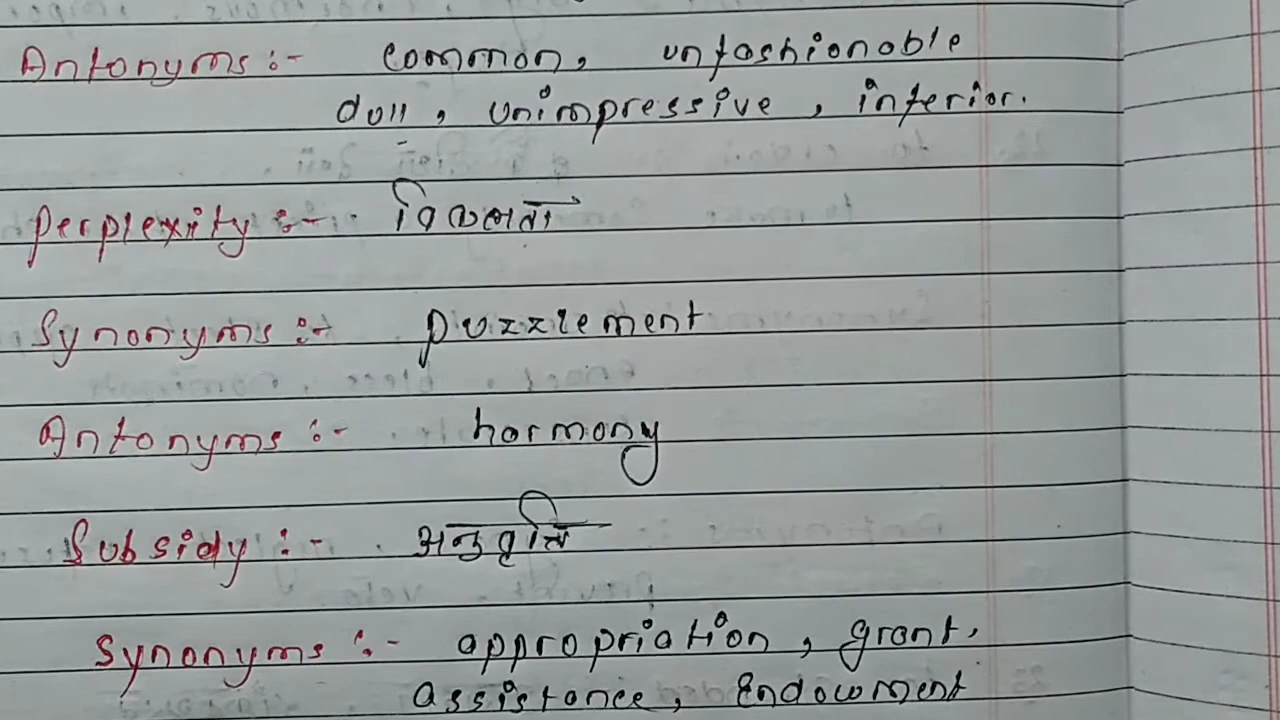 Antonyms :- common, unfashionable
dull, unimpressive, inferior.
Perplexity :- विकलता
Synonyms :- puzzlement
Antonyms :- harmony
Subsidy :- अनुवृत्ति
Synonyms :- appropriation, grant,
assistance, Endowment